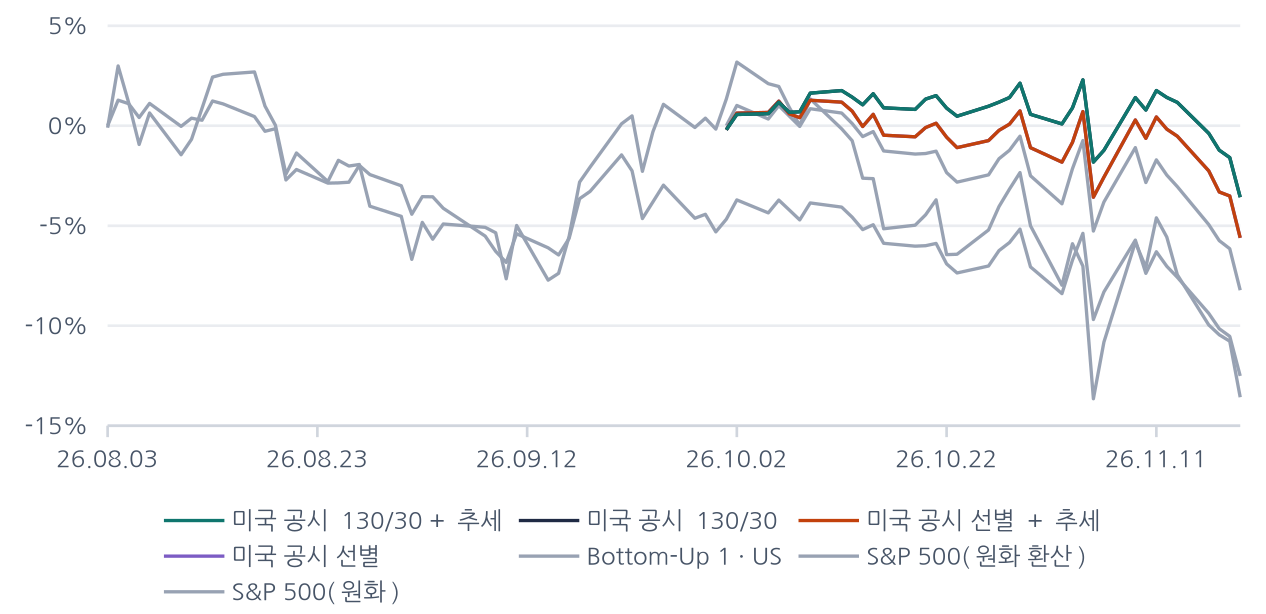 5%
0%
-5%
-10%
-15%
26.08.03 26.08.23 26.09.12 26.10.02 26.10.22 26.11.11
미국 공시 130/30 + 추세 미국 공시 130/30 미국 공시 선별 + 추세
미국 공시 선별 Bottom-Up 1 · US S&P 500(원화 환산)
S&P 500(원화)